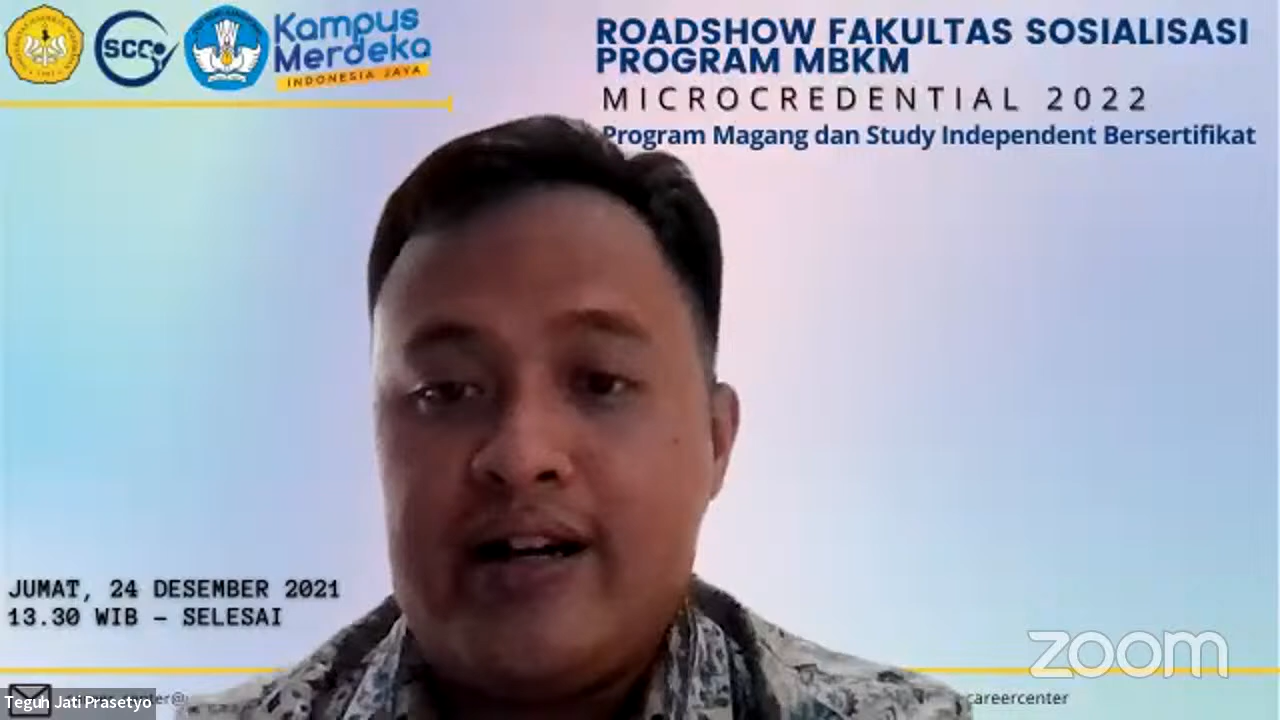 SCC
Kampus
Merdeka
INDONESIA JAYA
ROADSHOW FAKULTAS SOSIALISASI
PROGRAM MBKM
MICROCREDENTIAL 2022
Program Magang dan Study Independent Bersertifikat
JUMAT, 24 DESEMBER 2021
13.30 WIB – SELESAI
zoom
careercenter
Teguh Jati Prasetyo